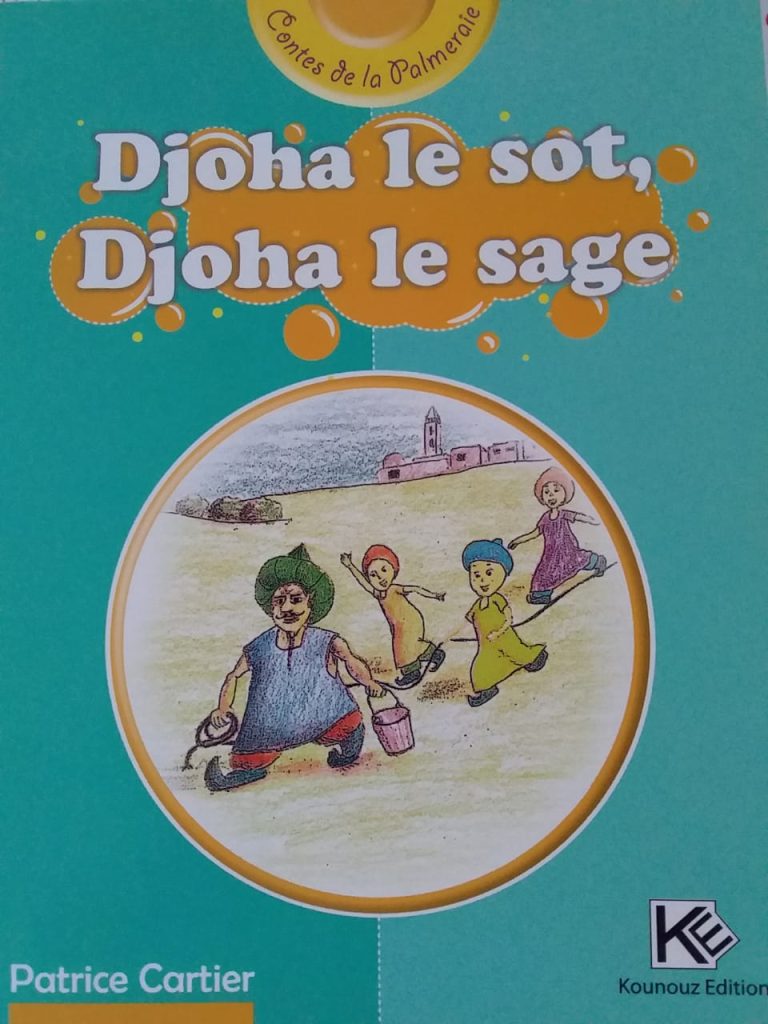 Contes de la Palmeraie
Djoha le sot,
Djoha le sage
KE
Kounouz Edition
Patrice Cartier